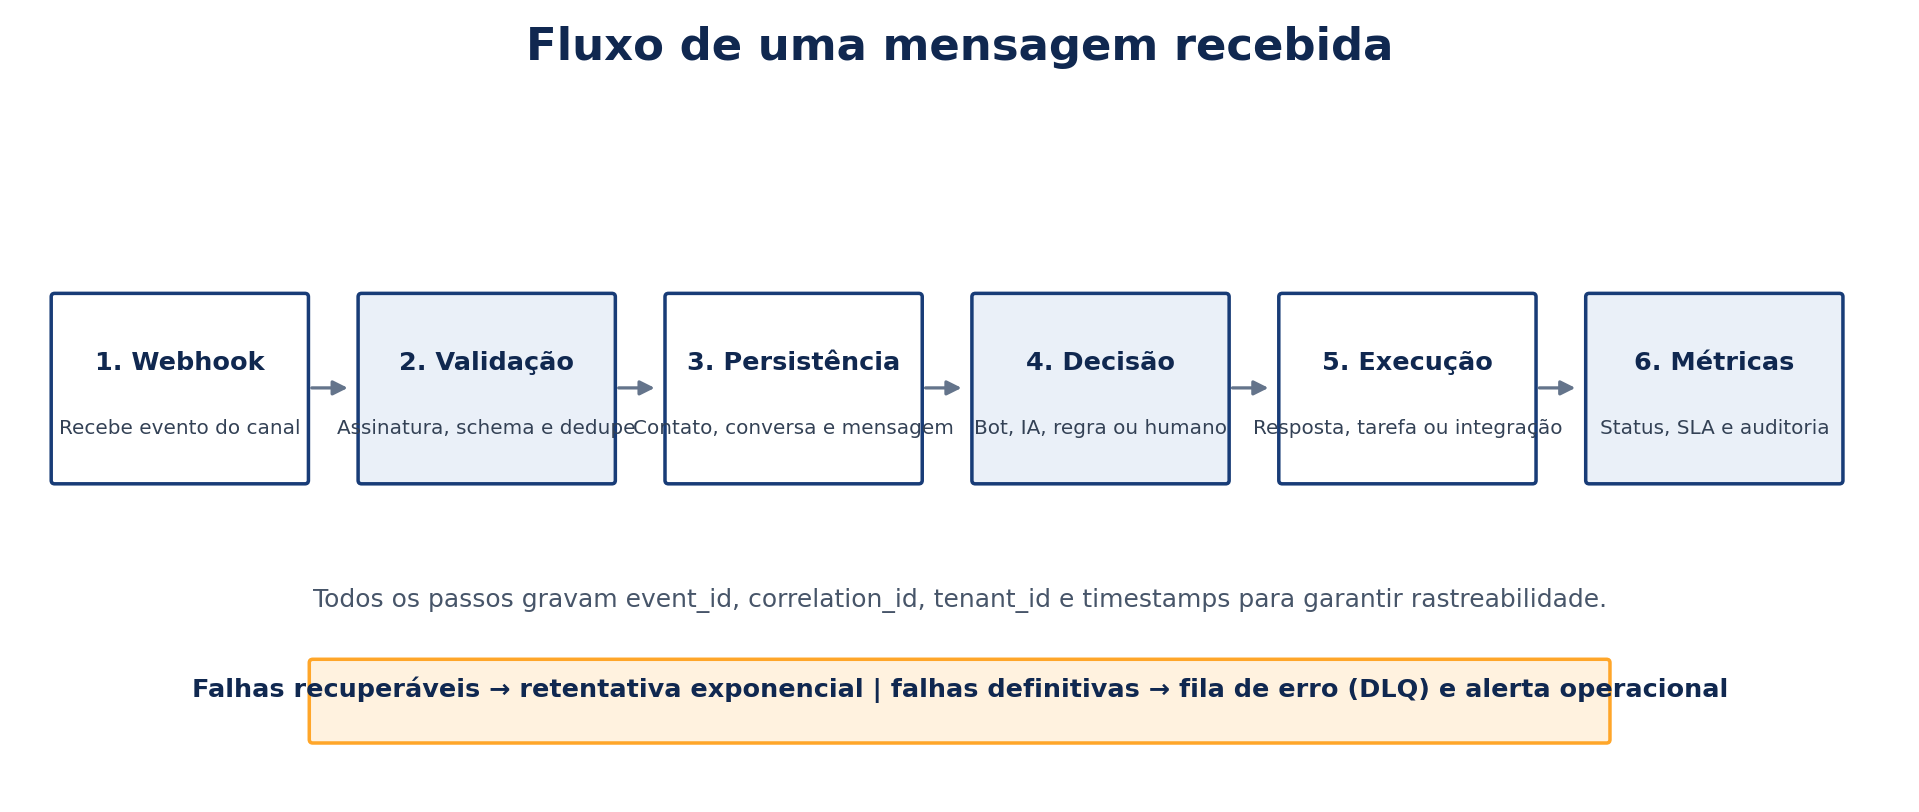 Fluxo de uma mensagem recebida
1. Webhook
Recebe evento do canal
2. Validação
Assinatura, schema e dedupe
3. Persistência
Contato, conversa e mensagem
4. Decisão
Bot, IA, regra ou humano
5. Execução
Resposta, tarefa ou integração
6. Métricas
Status, SLA e auditoria
Todos os passos gravam event_id, correlation_id, tenant_id e timestamps para garantir rastreabilidade.
Falhas recuperáveis → retentativa exponencial | falhas definitivas → fila de erro (DLQ) e alerta operacional